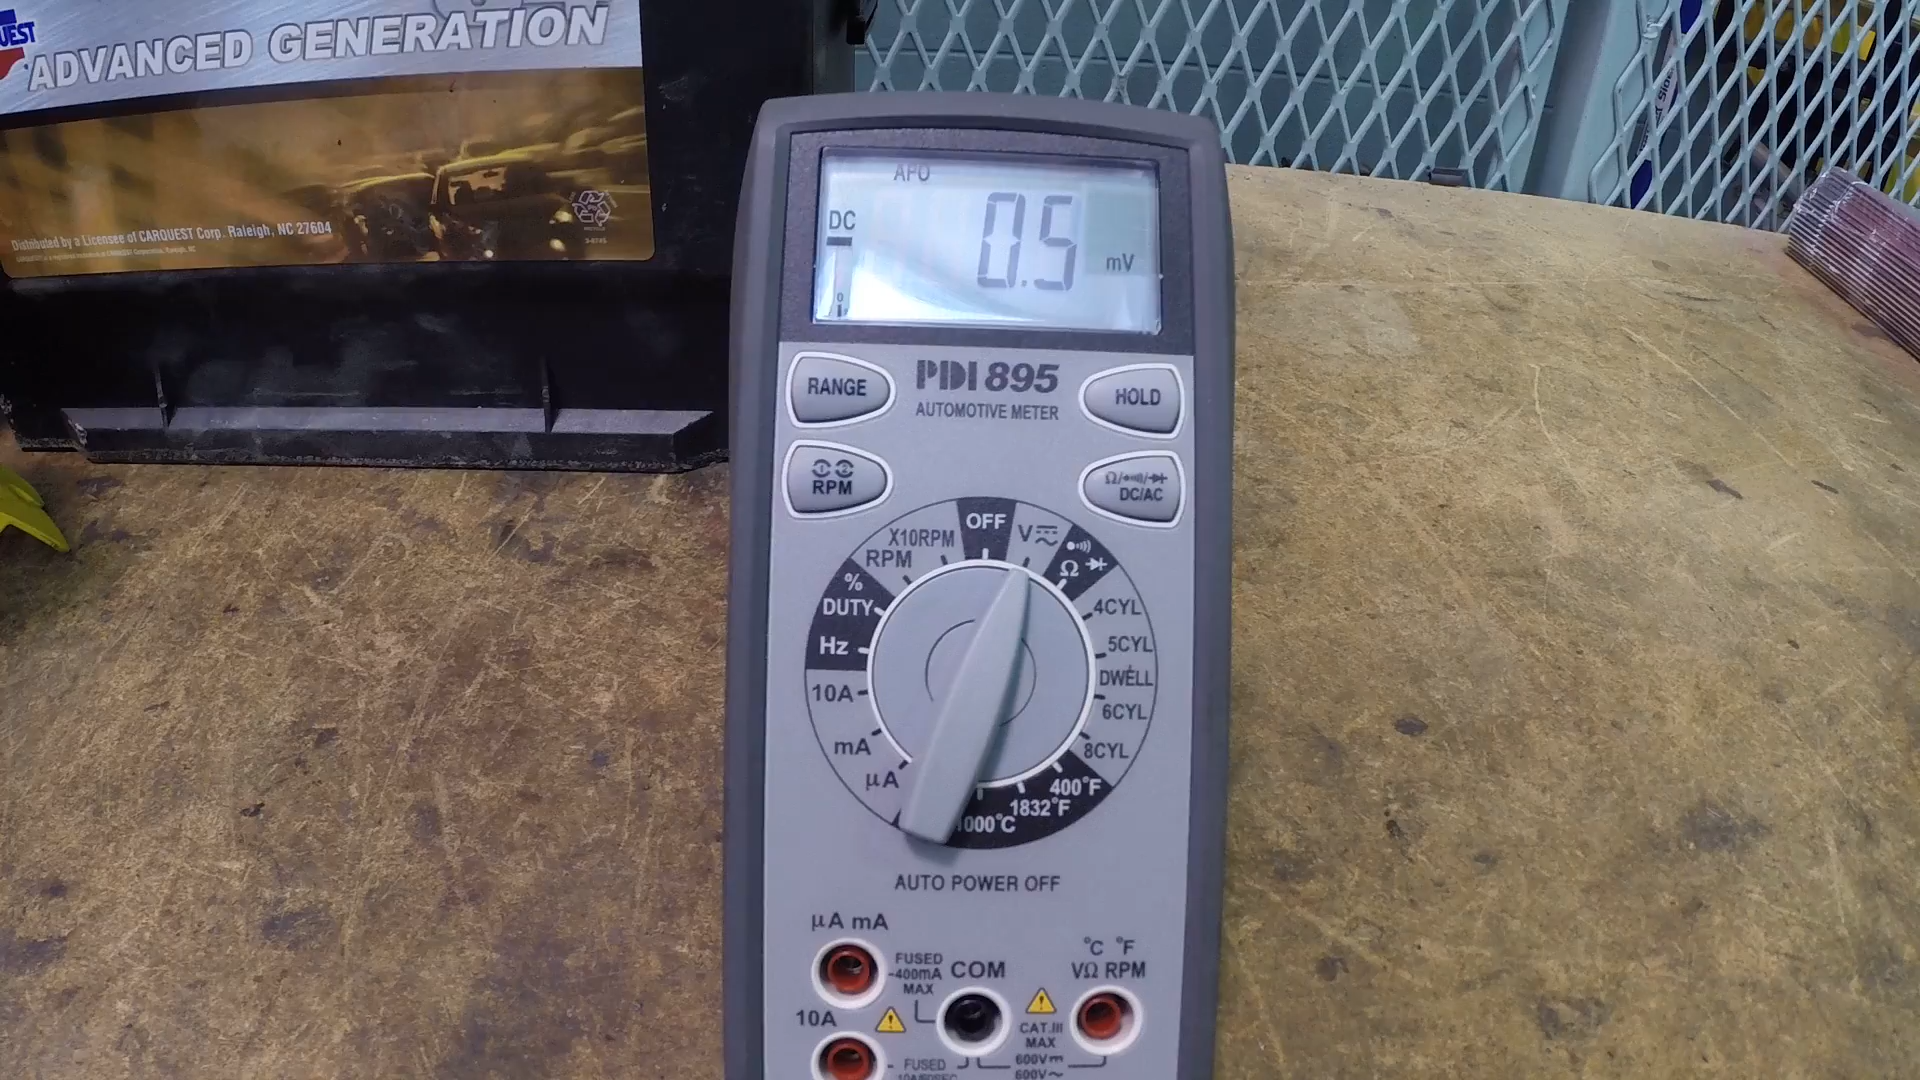 UEST
ADVANCED GENERATION
Distributed by a Licensee of CARQUEST Corp. Raleigh, NC 27604
APO
DC
0.5
mV
RANGE
PDI 895
AUTOMOTIVE METER
HOLD
RPM
Ω/•)))/
DC/AC
OFF
V
X10RPM
RPM
%
DUTY
Hz
10A
mA
µA
Ω
4CYL
5CYL
DWELL
6CYL
8CYL
400°F
1832°F
1000°C
AUTO POWER OFF
µA mA
FUSED
400mA
MAX
COM
°C °F
VΩ RPM
10A
CAT.III
MAX
600V
600V~
FUSED